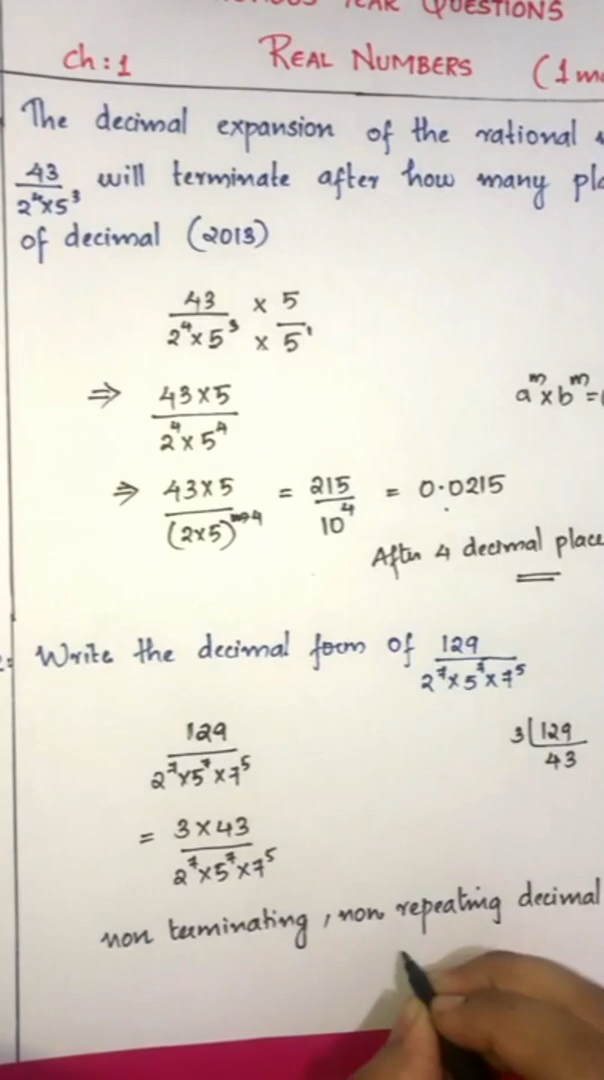 YEAR QUESTIONS
Ch:1 REAL NUMBERS (1
The decimal expansion of the rational
43/2⁴×5³ will terminate after how many
of decimal (2013)
43/2⁴×5³ × 5/5¹
⇒ 43×5/2⁴×5⁴ aᵐ×bᵐ=
⇒ 43×5/(2×5)⁴ = 215/10⁴ = 0.0215
After 4 decimal place
Write the decimal form of 129/2⁷×5⁷×7⁵
129/2⁷×5⁷×7⁵ 3|129
43
= 3×43/2⁷×5⁷×7⁵
non terminating, non repeating decimal